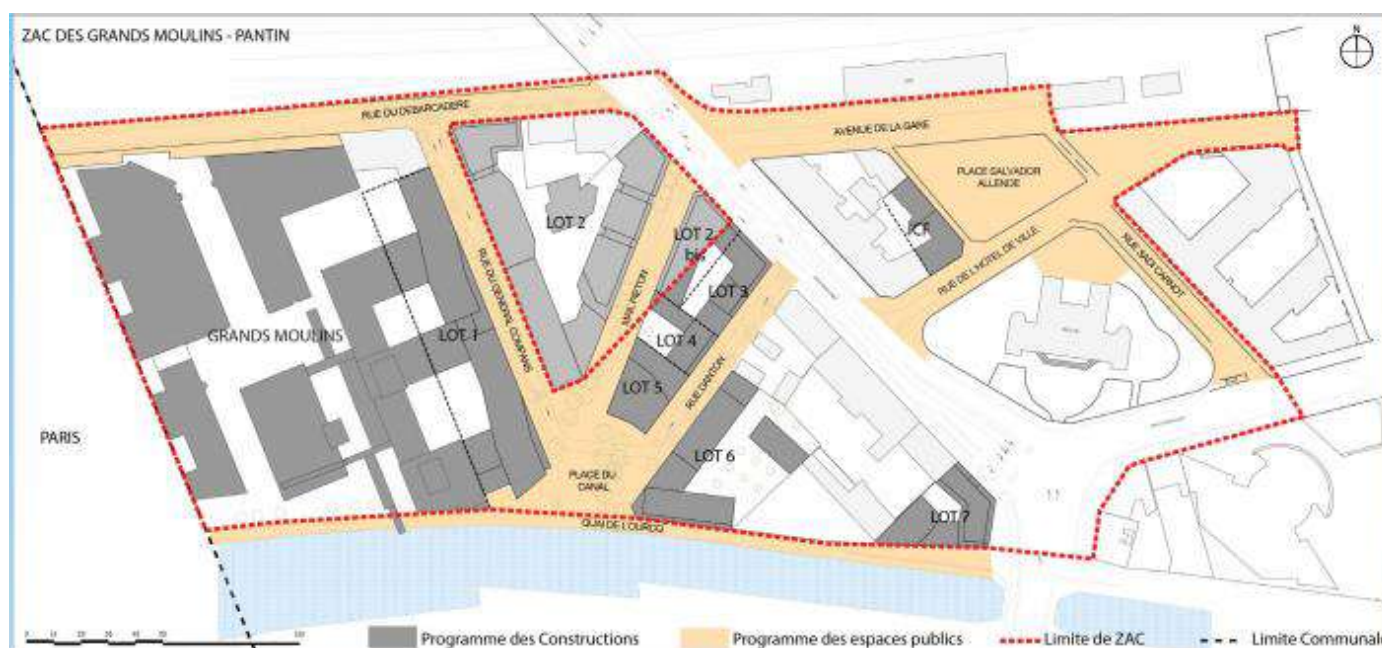 ZAC DES GRANDS MOULINS - PANTIN
N
RUE DU DEBARCADERE
AVENUE DE LA GARE
PLACE SALVADOR
ALLENDE
LOT 2
LOT 2
bis
JCF
RUE DE L'HOTEL DE VILLE
RUE SADI CARNOT
RUE DU GENERAL COMPANS
MAIL HETON
LOT 3
GRANDS MOULINS
LOT 1
LOT 4
LOT 5
RUE DANTON
PARIS
LOT 6
PLACE DU
CANAL
LOT 7
QUAI DE L'OURCQ
Programme des Constructions
Programme des espaces publics
Limite de ZAC
Limite Communale